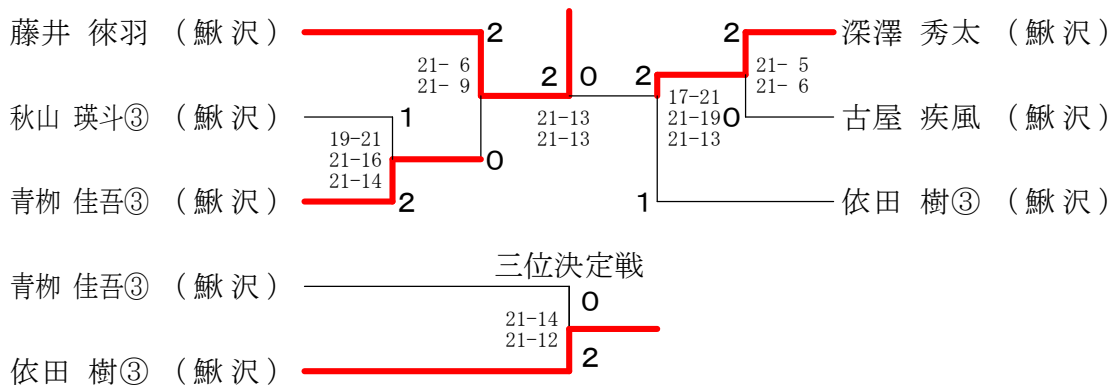 藤井 徠羽 (鰍沢) 2 2 深澤 秀太 (鰍沢)
21- 6 2 0 2 21- 5
21- 9 21- 6
秋山 瑛斗③ (鰍沢) 1 21-13 17-21 0 古屋 疾風 (鰍沢)
19-21 21-13 21-19
21-16 0 21-13
21-14
青栁 佳吾③ (鰍沢) 2 1 依田 樹③ (鰍沢)
三位決定戦
青栁 佳吾③ (鰍沢) 0
21-14
21-12
依田 樹③ (鰍沢) 2